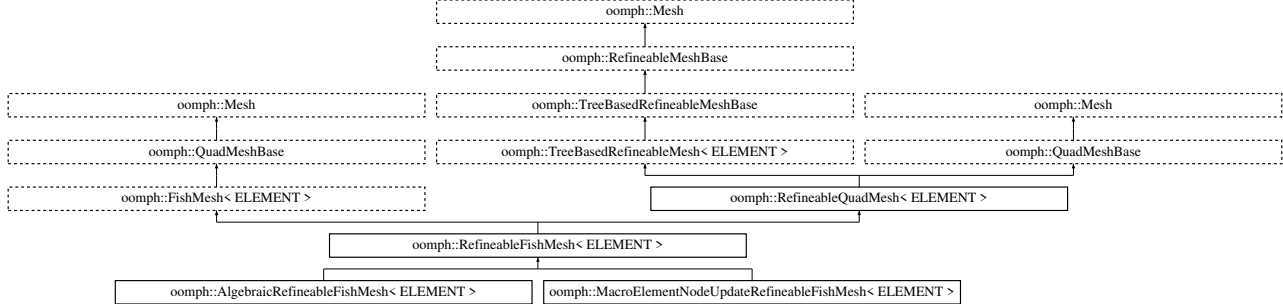 oomph::Mesh
oomph::RefineableMeshBase
oomph::Mesh
oomph::TreeBasedRefineableMeshBase
oomph::Mesh
oomph::QuadMeshBase
oomph::TreeBasedRefineableMesh< ELEMENT >
oomph::QuadMeshBase
oomph::FishMesh< ELEMENT >
oomph::RefineableQuadMesh< ELEMENT >
oomph::RefineableFishMesh< ELEMENT >
oomph::AlgebraicRefineableFishMesh< ELEMENT >
oomph::MacroElementNodeUpdateRefineableFishMesh< ELEMENT >